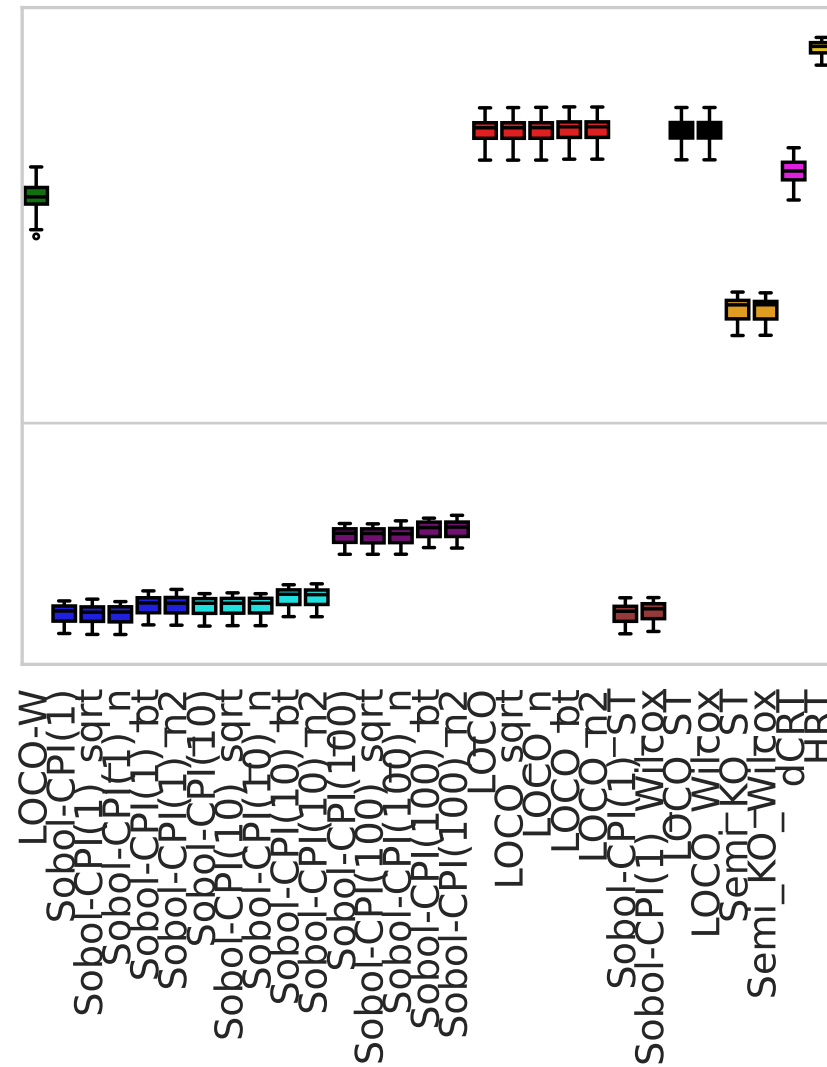 LOCO-W
Sobol-CPI(1)
Sobol-CPI(1)_sqrt
Sobol-CPI(1)_n
Sobol-CPI(1)_bt
Sobol-CPI(1)_n2
Sobol-CPI(10)
Sobol-CPI(10)_sqrt
Sobol-CPI(10)_n
Sobol-CPI(10)_bt
Sobol-CPI(10)_n2
Sobol-CPI(100)
Sobol-CPI(100)_sqrt
Sobol-CPI(100)_n
Sobol-CPI(100)_bt
Sobol-CPI(100)_n2
LOCO
LOCO_sqrt
LOCO_n
LOCO_bt
LOCO_n2
Sobol-CPI(1)_ST
Sobol-CPI(1)_Wilcox
LOCO_ST
LOCO_Wilcox
Semi_KO_ST
Semi_KO_Wilcox
dCRT
HRT